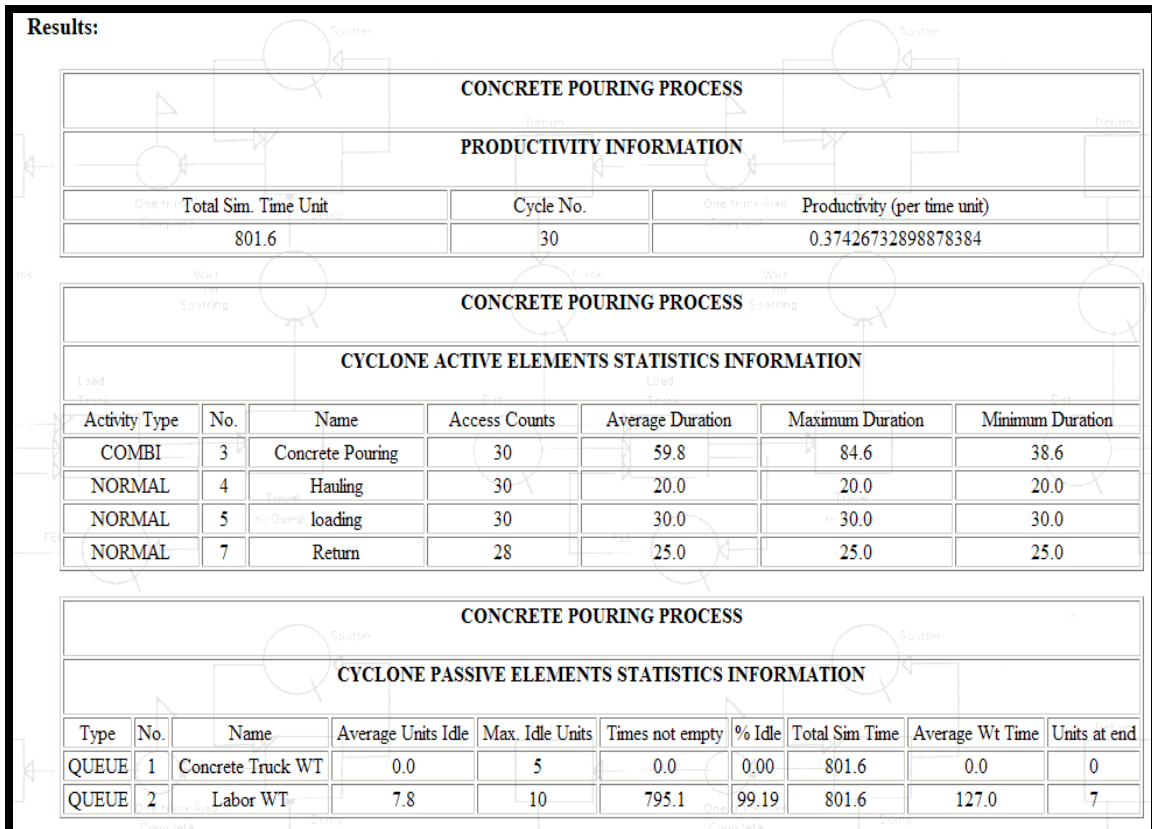 Results:
CONCRETE POURING PROCESS
PRODUCTIVITY INFORMATION
Total Sim. Time Unit Cycle No. Productivity (per time unit)
801.6 30 0.37426732898878384
CONCRETE POURING PROCESS
CYCLONE ACTIVE ELEMENTS STATISTICS INFORMATION
Activity Type No. Name Access Counts Average Duration Maximum Duration Minimum Duration
COMBI 3 Concrete Pouring 30 59.8 84.6 38.6
NORMAL 4 Hauling 30 20.0 20.0 20.0
NORMAL 5 loading 30 30.0 30.0 30.0
NORMAL 7 Return 28 25.0 25.0 25.0
CONCRETE POURING PROCESS
CYCLONE PASSIVE ELEMENTS STATISTICS INFORMATION
Type No. Name Average Units Idle Max. Idle Units Times not empty % Idle Total Sim Time Average Wt Time Units at end
QUEUE 1 Concrete Truck WT 0.0 5 0.0 0.00 801.6 0.0 0
QUEUE 2 Labor WT 7.8 10 795.1 99.19 801.6 127.0 7